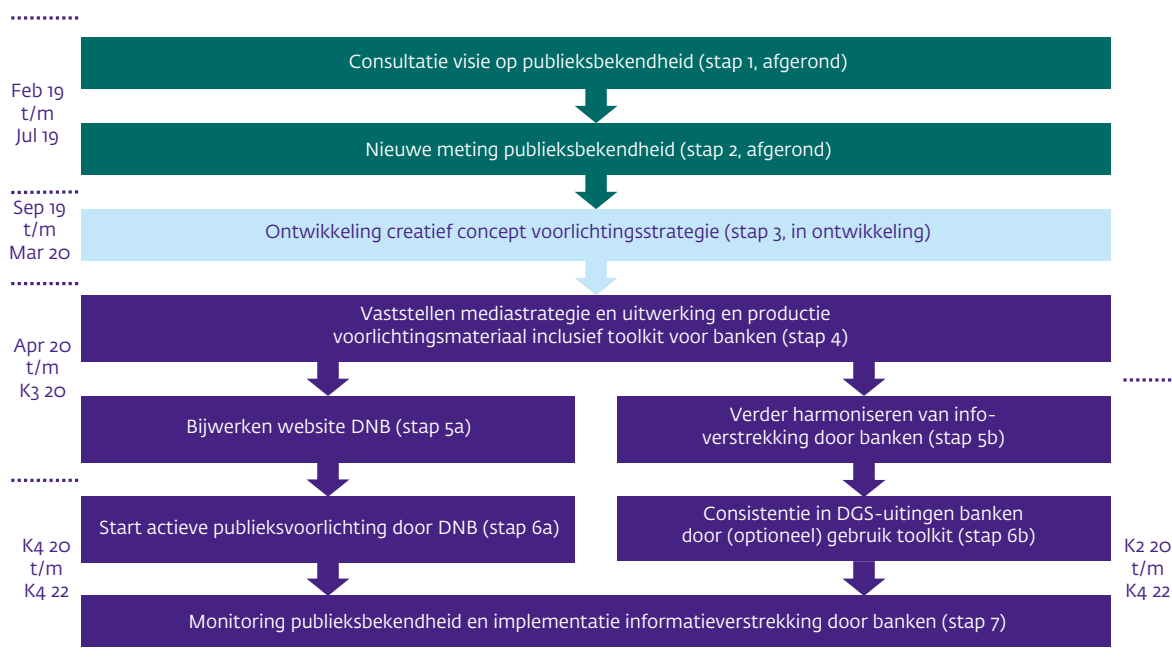 Feb 19
t/m
Jul 19
Consultatie visie op publieksbekendheid (stap 1, afgerond)
Nieuwe meting publieksbekendheid (stap 2, afgerond)
Sep 19
t/m
Mar 20
Ontwikkeling creatief concept voorlichtingsstrategie (stap 3, in ontwikkeling)
Apr 20
t/m
K3 20
Vaststellen mediastrategie en uitwerking en productie
voorlichtingsmateriaal inclusief toolkit voor banken (stap 4)
Bijwerken website DNB (stap 5a)
Verder harmoniseren van info-
verstrekking door banken (stap 5b)
K4 20
t/m
K4 22
Start actieve publieksvoorlichting door DNB (stap 6a)
Consistentie in DGS-uitingen banken
door (optioneel) gebruik toolkit (stap 6b)
K2 20
t/m
K4 22
Monitoring publieksbekendheid en implementatie informatieverstrekking door banken (stap 7)